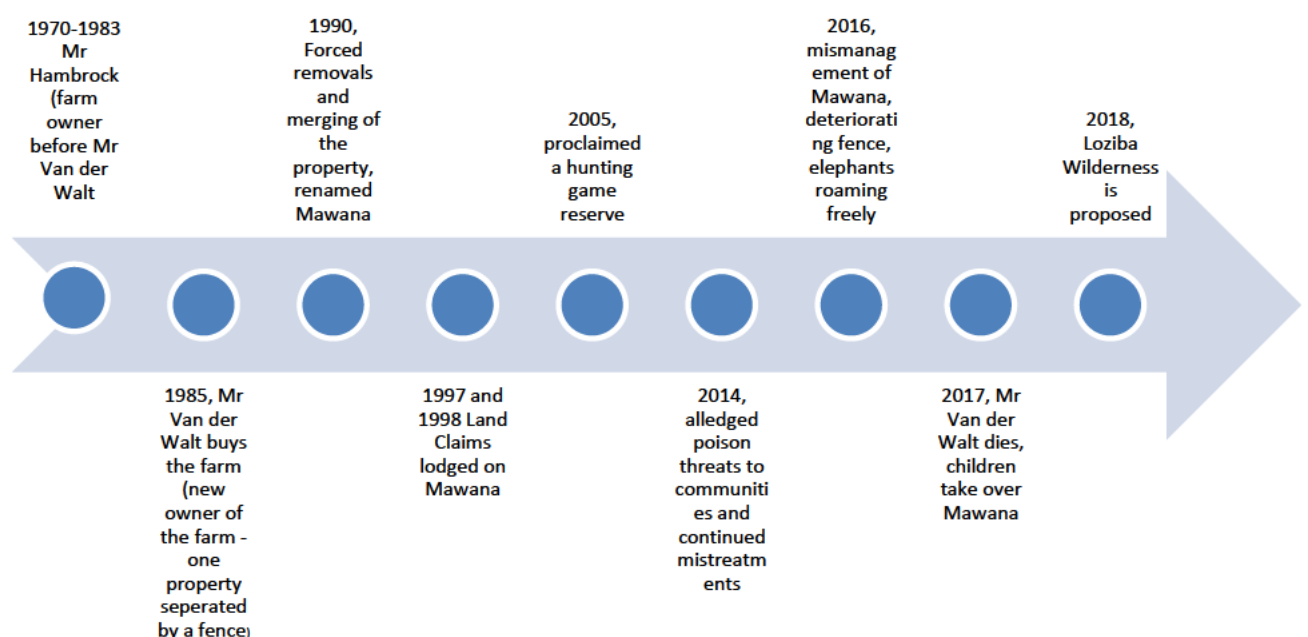 1970-1983
Mr
Hambrock
(farm
owner
before Mr
Van der
Walt
1985, Mr
Van der
Walt buys
the farm
(new
owner of
the farm -
one
property
seperated
by a fence)
1990,
Forced
removals
and
merging of
the
property,
renamed
Mawana
1997 and
1998 Land
Claims
lodged on
Mawana
2005,
proclaimed
a hunting
game
reserve
2014,
alledged
poison
threats to
communiti
es and
continued
mistreatm
ents
2016,
mismanag
ement of
Mawana,
deteriorati
ng fence,
elephants
roaming
freely
2017, Mr
Van der
Walt dies,
children
take over
Mawana
2018,
Loziba
Wilderness
is
proposed